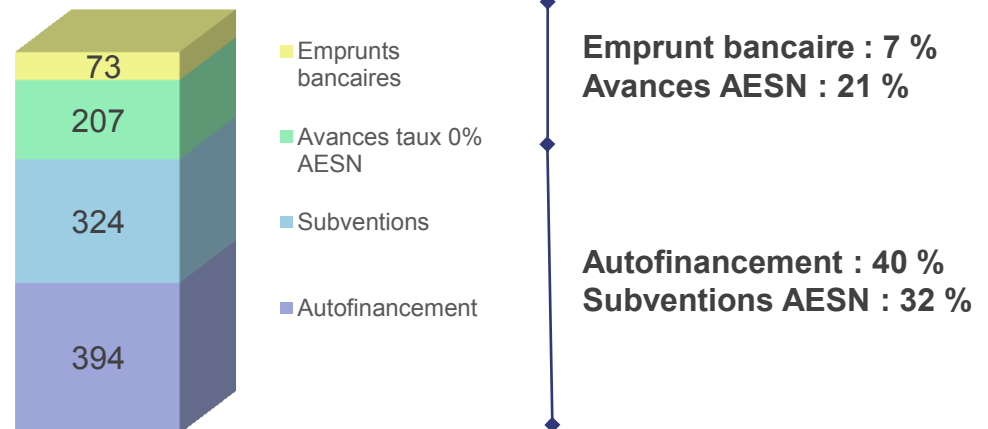 73
207
324
394
Emprunts
bancaires
Avances taux 0%
AESN
Subventions
Autofinancement
Emprunt bancaire : 7 %
Avances AESN : 21 %
Autofinancement : 40 %
Subventions AESN : 32 %